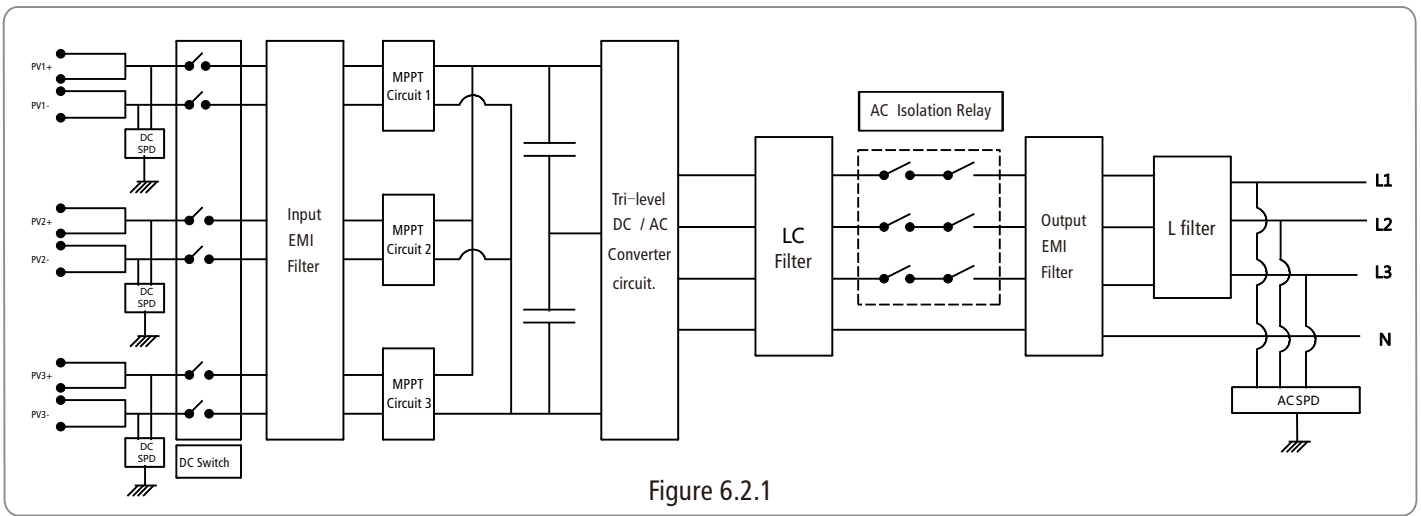 PV1+
PV1-
DC
SPD
PV2+
PV2-
DC
SPD
PV3+
PV3-
DC
SPD
DC Switch
Input
EMI
Filter
MPPT
Circuit 1
MPPT
Circuit 2
MPPT
Circuit 3
Tri-level
DC / AC
Converter
circuit.
LC
Filter
AC Isolation Relay
Output
EMI
Filter
L filter
L1
L2
L3
N
AC SPD
Figure 6.2.1